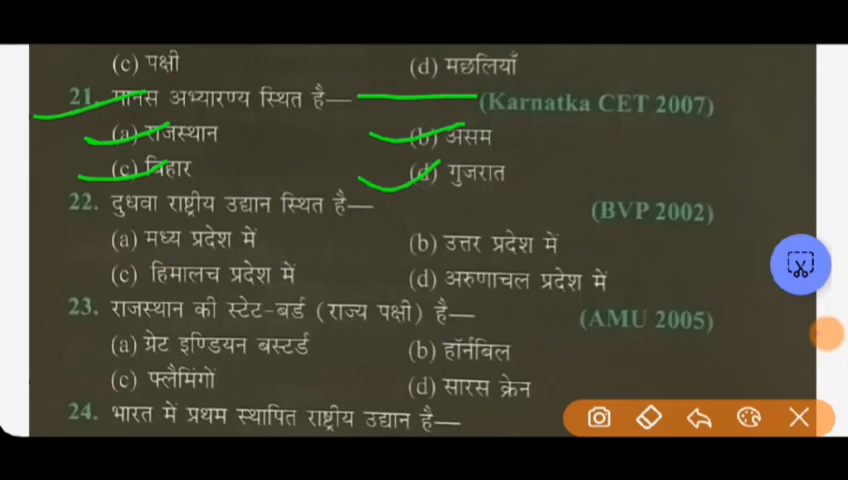 (c) पक्षी (d) मछलियाँ
21. मानस अभ्यारण्य स्थित है— (Karnatka CET 2007)
(a) राजस्थान (b) असम
(c) बिहार (d) गुजरात
22. दुधवा राष्ट्रीय उद्यान स्थित है— (BVP 2002)
(a) मध्य प्रदेश में (b) उत्तर प्रदेश में
(c) हिमालच प्रदेश में (d) अरुणाचल प्रदेश में
23. राजस्थान की स्टेट-बर्ड (राज्य पक्षी) है— (AMU 2005)
(a) ग्रेट इण्डियन बस्टर्ड (b) हॉर्नबिल
(c) फ्लैमिंगों (d) सारस क्रेन
24. भारत में प्रथम स्थापित राष्ट्रीय उद्यान है—